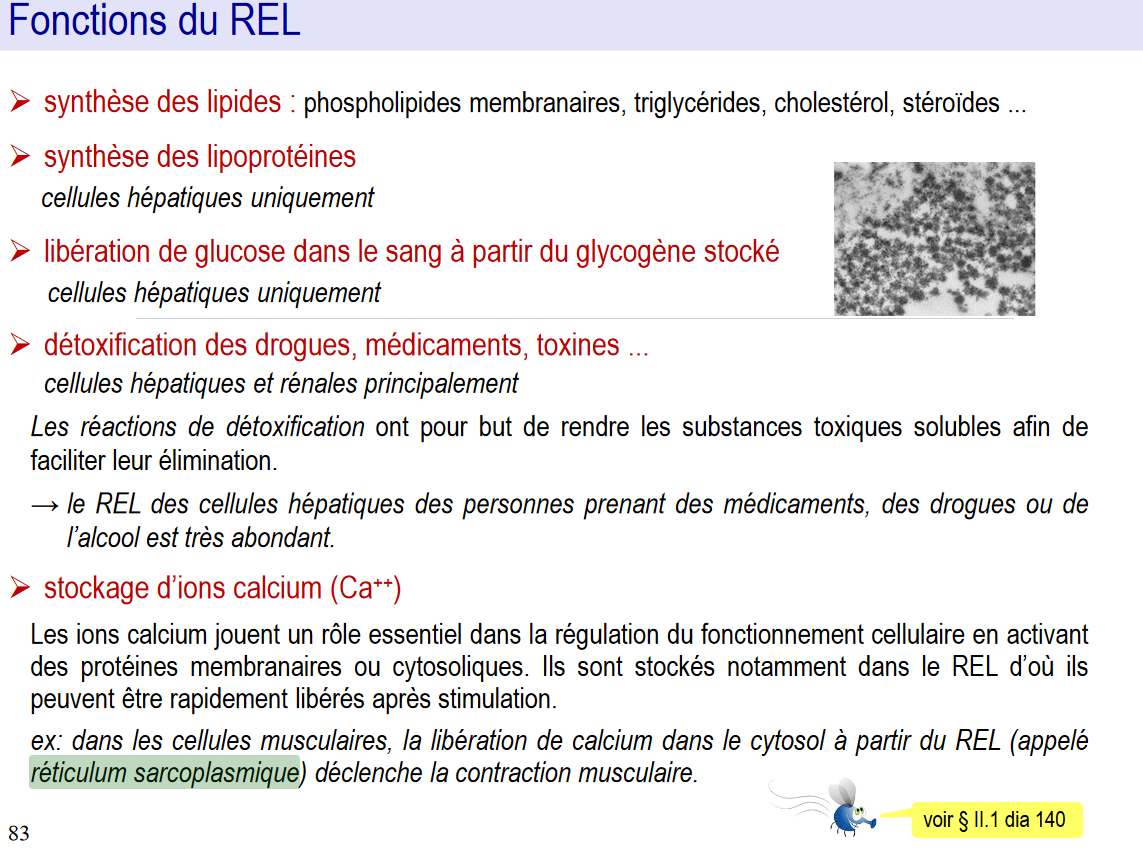 Fonctions du REL
➢ synthèse des lipides : phospholipides membranaires, triglycérides, cholestérol, stéroïdes ...
➢ synthèse des lipoprotéines
cellules hépatiques uniquement
➢ libération de glucose dans le sang à partir du glycogène stocké
cellules hépatiques uniquement
➢ détoxification des drogues, médicaments, toxines ...
cellules hépatiques et rénales principalement
Les réactions de détoxification ont pour but de rendre les substances toxiques solubles afin de
faciliter leur élimination.
→ le REL des cellules hépatiques des personnes prenant des médicaments, des drogues ou de
l’alcool est très abondant.
➢ stockage d’ions calcium (Ca⁺⁺)
Les ions calcium jouent un rôle essentiel dans la régulation du fonctionnement cellulaire en activant
des protéines membranaires ou cytosoliques. Ils sont stockés notamment dans le REL d’où ils
peuvent être rapidement libérés après stimulation.
ex: dans les cellules musculaires, la libération de calcium dans le cytosol à partir du REL (appelé
réticulum sarcoplasmique) déclenche la contraction musculaire.
voir § II.1 dia 140
83